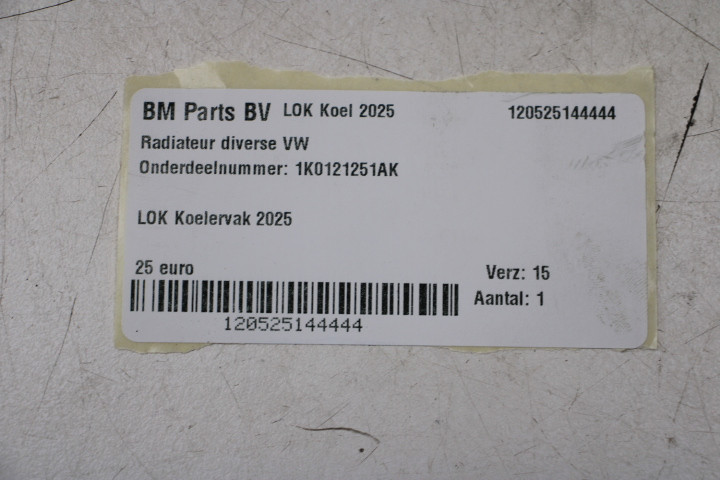 BM Parts BV LOK Koel 2025 120525144444
Radiateur diverse VW
Onderdeelnummer: 1K0121251AK
LOK Koelervak 2025
25 euro Verz: 15
Aantal: 1
120525144444